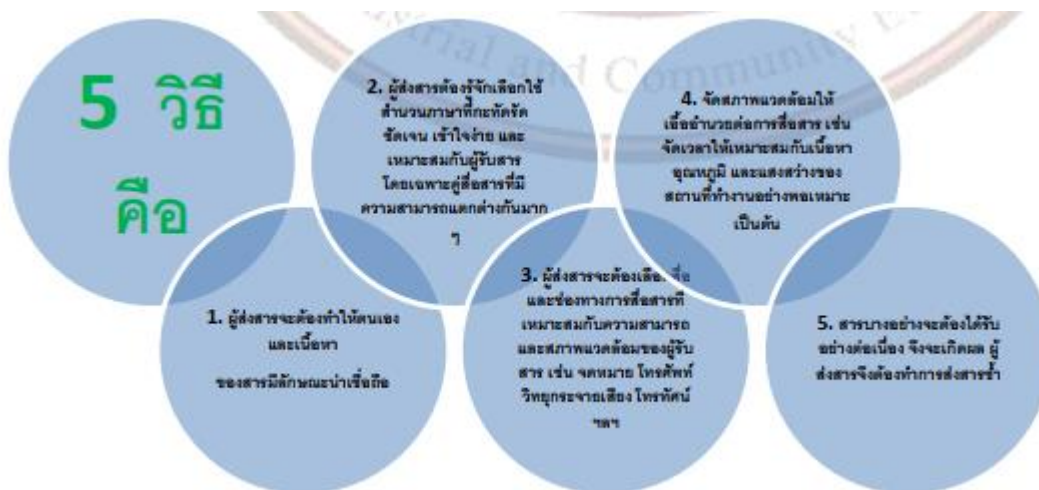 ustrial and Community E
5 วิธี
คือ
1. ผู้ส่งสารจะต้องทำให้ตนเอง
และเนื้อหา
ของสารมีลักษณะน่าเชื่อถือ
2. ผู้ส่งสารต้องรู้จักเลือกใช้
สำนวนภาษาที่กะทัดรัด
ชัดเจน เข้าใจง่าย และ
เหมาะสมกับผู้รับสาร
โดยเฉพาะคู่สื่อสารที่มี
ความสามารถแตกต่างกันมาก
ๆ
3. ผู้ส่งสารจะต้องเลือกสื่อ
และช่องทางการสื่อสารที่
เหมาะสมกับความสามารถ
และสภาพแวดล้อมของผู้รับ
สาร เช่น จดหมาย โทรศัพท์
วิทยุกระจายเสียง โทรทัศน์
ฯลฯ
4. จัดสภาพแวดล้อมให้
เอื้ออำนวยต่อการสื่อสาร เช่น
จัดเวลาให้เหมาะสมกับเนื้อหา
อุณหภูมิ และแสงสว่างของ
สถานที่ทำงานอย่างพอเหมาะ
เป็นต้น
5. สารบางอย่างจะต้องได้รับ
อย่างต่อเนื่อง จึงจะเกิดผล ผู้
ส่งสารจึงต้องทำการส่งสารซ้ำ